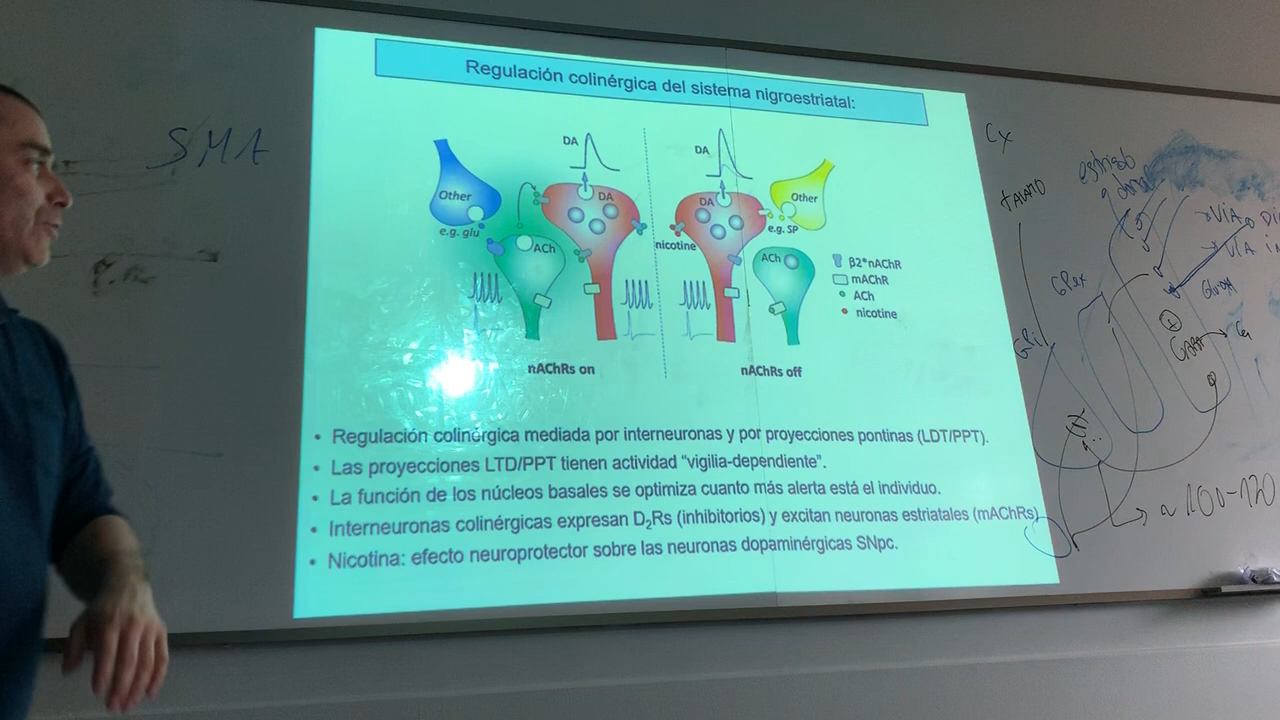 Regulación colinérgica del sistema nigroestriatal:
SMA
DA
DA
Other
DA
DA
Other
e.g. glu
e.g. SP
ACh
nicotine
ACh
β2*nAChR
mAChR
ACh
nicotine
nAChRs on
nAChRs off
• Regulación colinérgica mediada por interneuronas y por proyecciones pontinas (LDT/PPT).
• Las proyecciones LTD/PPT tienen actividad “vigilia-dependiente”.
• La función de los núcleos basales se optimiza cuanto más alerta está el individuo.
• Interneuronas colinérgicas expresan D₂Rs (inhibitorios) y excitan neuronas estriatales (mAChRs)
• Nicotina: efecto neuroprotector sobre las neuronas dopaminérgicas SNpc.
Cx
GPex
GPi
VIA
VIA
GABA
~ 100-120